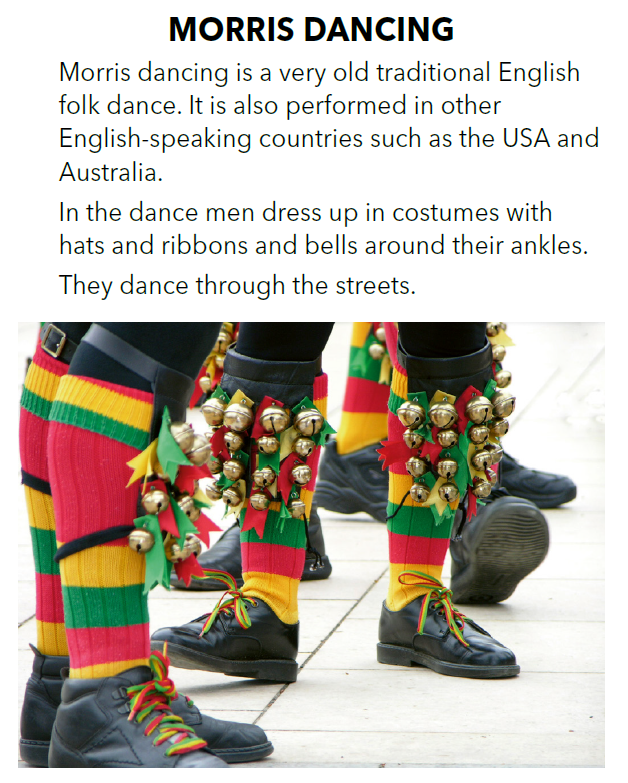 MORRIS DANCING
Morris dancing is a very old traditional English
folk dance. It is also performed in other
English-speaking countries such as the USA and
Australia.
In the dance men dress up in costumes with
hats and ribbons and bells around their ankles.
They dance through the streets.